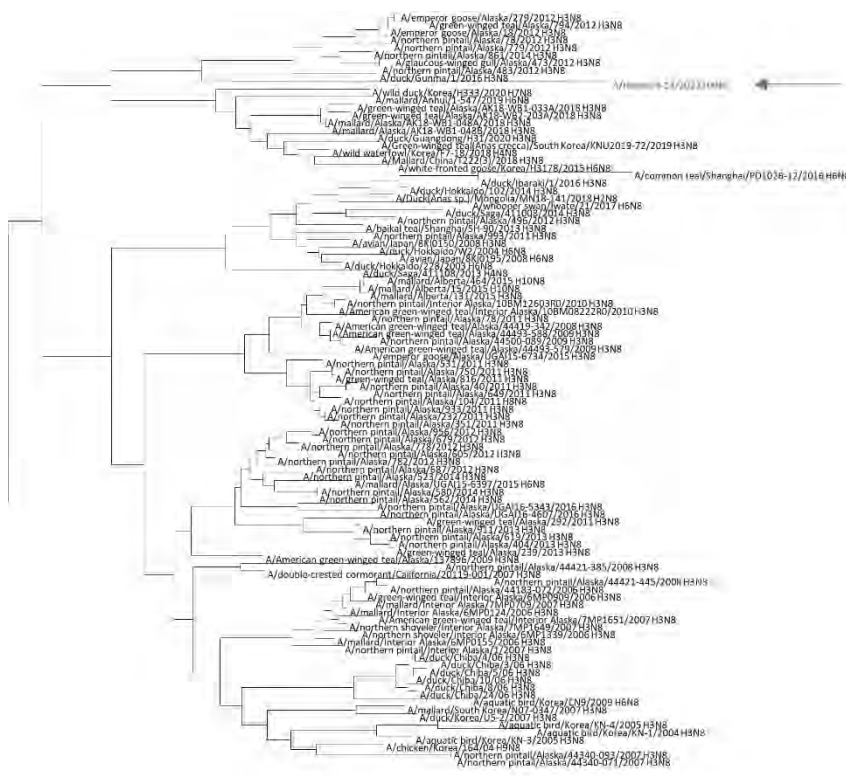 A/emperor goose/Alaska/279/2012 H3N8
A/green-winged teal/Alaska/794/2012 H3N8
A/emperor goose/Alaska/18/2012 H3N8
A/northern pintail/Alaska/78/2012 H3N8
A/northern pintail/Alaska/779/2012 H3N8
A/northern pintail/Alaska/861/2014 H3N8
A/glaucous-winged gull/Alaska/473/2012 H3N8
A/northern pintail/Alaska/483/2012 H3N8
A/duck/Gunma/1/2016 H3N8
A/wild duck/Korea/H333/2020 H7N8
A/mallard/Anhui/1-547/2019 H6N8
A/green-winged teal/Alaska/AK18-WB1-033A/2018 H3N8
A/green-winged teal/Alaska/AK18-WB2-203A/2018 H3N8
A/mallard/Alaska/AK18-WB1-048A/2018 H3N8
A/mallard/Alaska/AK18-WB1-048B/2018 H3N8
A/duck/Guangdong/H31/2020 H3N8
A/Green-winged teal(Anas crecca)/South Korea/KNU2019-72/2019 H3N8
A/wild waterfowl/Korea/F7-18/2018 H4N8
A/Mallard/China/T222(3)/2018 H3N8
A/white-fronted goose/Korea/H3178/2015 H6N8
A/common teal/Shanghai/PD1026-12/2016 H6N8
A/duck/Ibaraki/1/2016 H3N8
A/duck/Hokkaido/102/2014 H3N8
A/Duck(Anas sp.)/Mongolia/MN18-141/2018 H2N8
A/whooper swan/Iwate/21/2017 H6N8
A/duck/Saga/411008/2014 H3N8
A/northern pintail/Alaska/496/2012 H3N8
A/baikal teal/Shanghai/SH-90/2013 H3N8
A/northern pintail/Alaska/993/2011 H3N8
A/avian/Japan/8KI0150/2008 H3N8
A/duck/Hokkaido/W2/2004 H6N8
A/avian/Japan/8KI0195/2008 H6N8
A/duck/Hokkaido/228/2005 H6N8
A/duck/Saga/411108/2013 H4N8
A/mallard/Alberta/464/2015 H10N8
A/mallard/Alberta/15/2015 H10N8
A/mallard/Alberta/131/2015 H3N8
A/northern pintail/Interior Alaska/10BM12603R0/2010 H3N8
A/American green-winged teal/Interior Alaska/10BM08222R0/2010 H3N8
A/northern pintail/Alaska/78/2011 H3N8
A/American green-winged teal/Alaska/44419-342/2008 H3N8
A/American green-winged teal/Alaska/44493-588/2009 H3N8
A/northern pintail/Alaska/44500-089/2009 H3N8
A/American green-winged teal/Alaska/44493-579/2009 H3N8
A/emperor goose/Alaska/UGAI15-6734/2015 H3N8
A/northern pintail/Alaska/531/2011 H3N8
A/northern pintail/Alaska/750/2011 H3N8
A/green-winged teal/Alaska/816/2011 H3N8
A/northern pintail/Alaska/40/2011 H3N8
A/northern pintail/Alaska/649/2011 H3N8
A/northern pintail/Alaska/104/2011 H8N8
A/northern pintail/Alaska/933/2011 H3N8
A/northern pintail/Alaska/232/2011 H3N8
A/northern pintail/Alaska/351/2011 H3N8
A/northern pintail/Alaska/956/2012 H3N8
A/northern pintail/Alaska/679/2012 H3N8
A/northern pintail/Alaska/778/2012 H3N8
A/northern pintail/Alaska/605/2012 H3N8
A/northern pintail/Alaska/782/2012 H3N8
A/northern pintail/Alaska/687/2012 H3N8
A/northern pintail/Alaska/523/2014 H3N8
A/mallard/Alaska/UGAI15-6397/2015 H6N8
A/northern pintail/Alaska/580/2014 H3N8
A/northern pintail/Alaska/562/2014 H3N8
A/northern pintail/Alaska/UGAI16-5343/2016 H3N8
A/northern pintail/Alaska/UGAI16-4607/2016 H3N8
A/green-winged teal/Alaska/292/2011 H3N8
A/northern pintail/Alaska/911/2013 H3N8
A/northern pintail/Alaska/619/2013 H3N8
A/northern pintail/Alaska/404/2013 H3N8
A/green-winged teal/Alaska/239/2013 H3N8
A/American green-winged teal/Alaska/137896/2009 H3N8
A/northern pintail/Alaska/44421-385/2008 H3N8
A/double-crested cormorant/California/20119-001/2007 H3N8
A/northern pintail/Alaska/44421-445/2008 H3N8
A/northern pintail/Alaska/44183-072/2006 H3N8
A/green-winged teal/Interior Alaska/6MP0909/2006 H3N8
A/mallard/Interior Alaska/7MP0709/2007 H3N8
A/mallard/Interior Alaska/6MP0124/2006 H3N8
A/American green-winged teal/Interior Alaska/7MP1651/2007 H3N8
A/northern shoveler/Interior Alaska/7MP1649/2007 H3N8
A/northern shoveler/Interior Alaska/6MP1339/2006 H3N8
A/mallard/Interior Alaska/6MP0155/2006 H3N8
A/northern pintail/Interior Alaska/1/2007 H3N8
A/duck/Chiba/4/06 H3N8
A/duck/Chiba/3/06 H3N8
A/duck/Chiba/5/06 H3N8
A/duck/Chiba/10/06 H3N8
A/duck/Chiba/8/06 H3N8
A/duck/Chiba/24/06 H3N8
A/aquatic bird/Korea/CN9/2009 H6N8
A/mallard/South Korea/N07-0347/2007 H3N8
A/duck/Korea/U5-2/2007 H3N8
A/aquatic bird/Korea/KN-4/2005 H3N8
A/aquatic bird/Korea/KN-1/2004 H3N8
A/aquatic bird/Korea/KN-3/2005 H3N8
A/chicken/Korea/164/04 H9N8
A/northern pintail/Alaska/44340-093/2007 H3N8
A/northern pintail/Alaska/44340-071/2007 H3N8